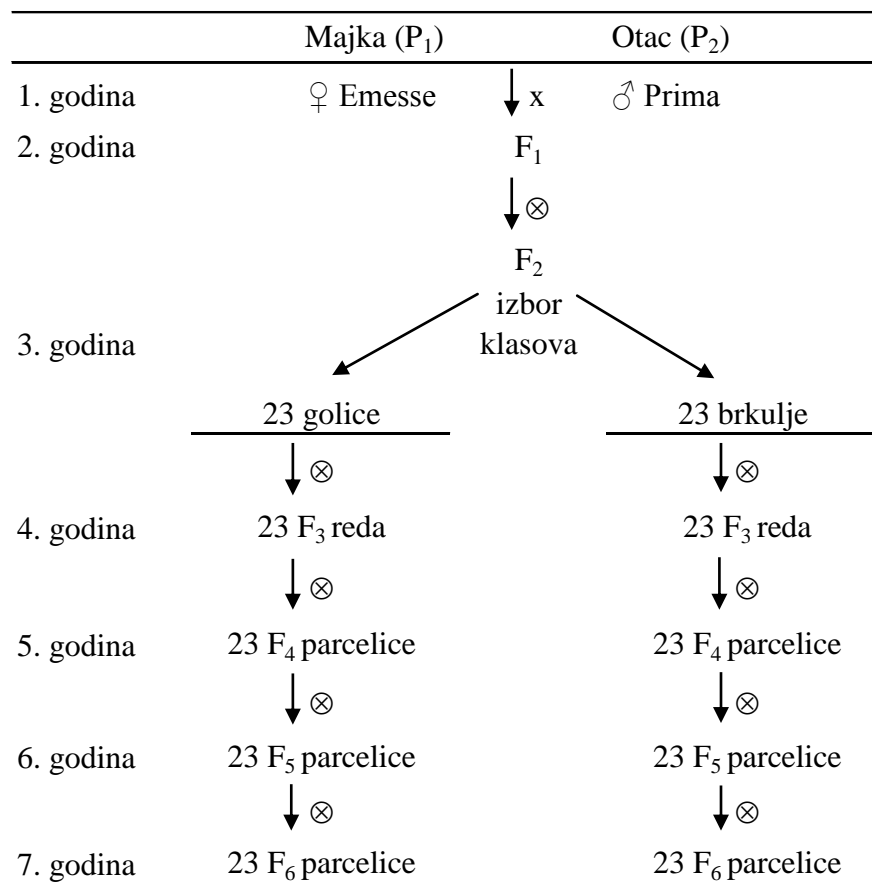 Majka (P₁) Otac (P₂)
1. godina ♀ Emesse x ♂ Prima
2. godina F₁
⊗
F₂
izbor
3. godina klasova
23 golice 23 brkulje
⊗ ⊗
4. godina 23 F₃ reda 23 F₃ reda
⊗ ⊗
5. godina 23 F₄ parcelice 23 F₄ parcelice
⊗ ⊗
6. godina 23 F₅ parcelice 23 F₅ parcelice
⊗ ⊗
7. godina 23 F₆ parcelice 23 F₆ parcelice